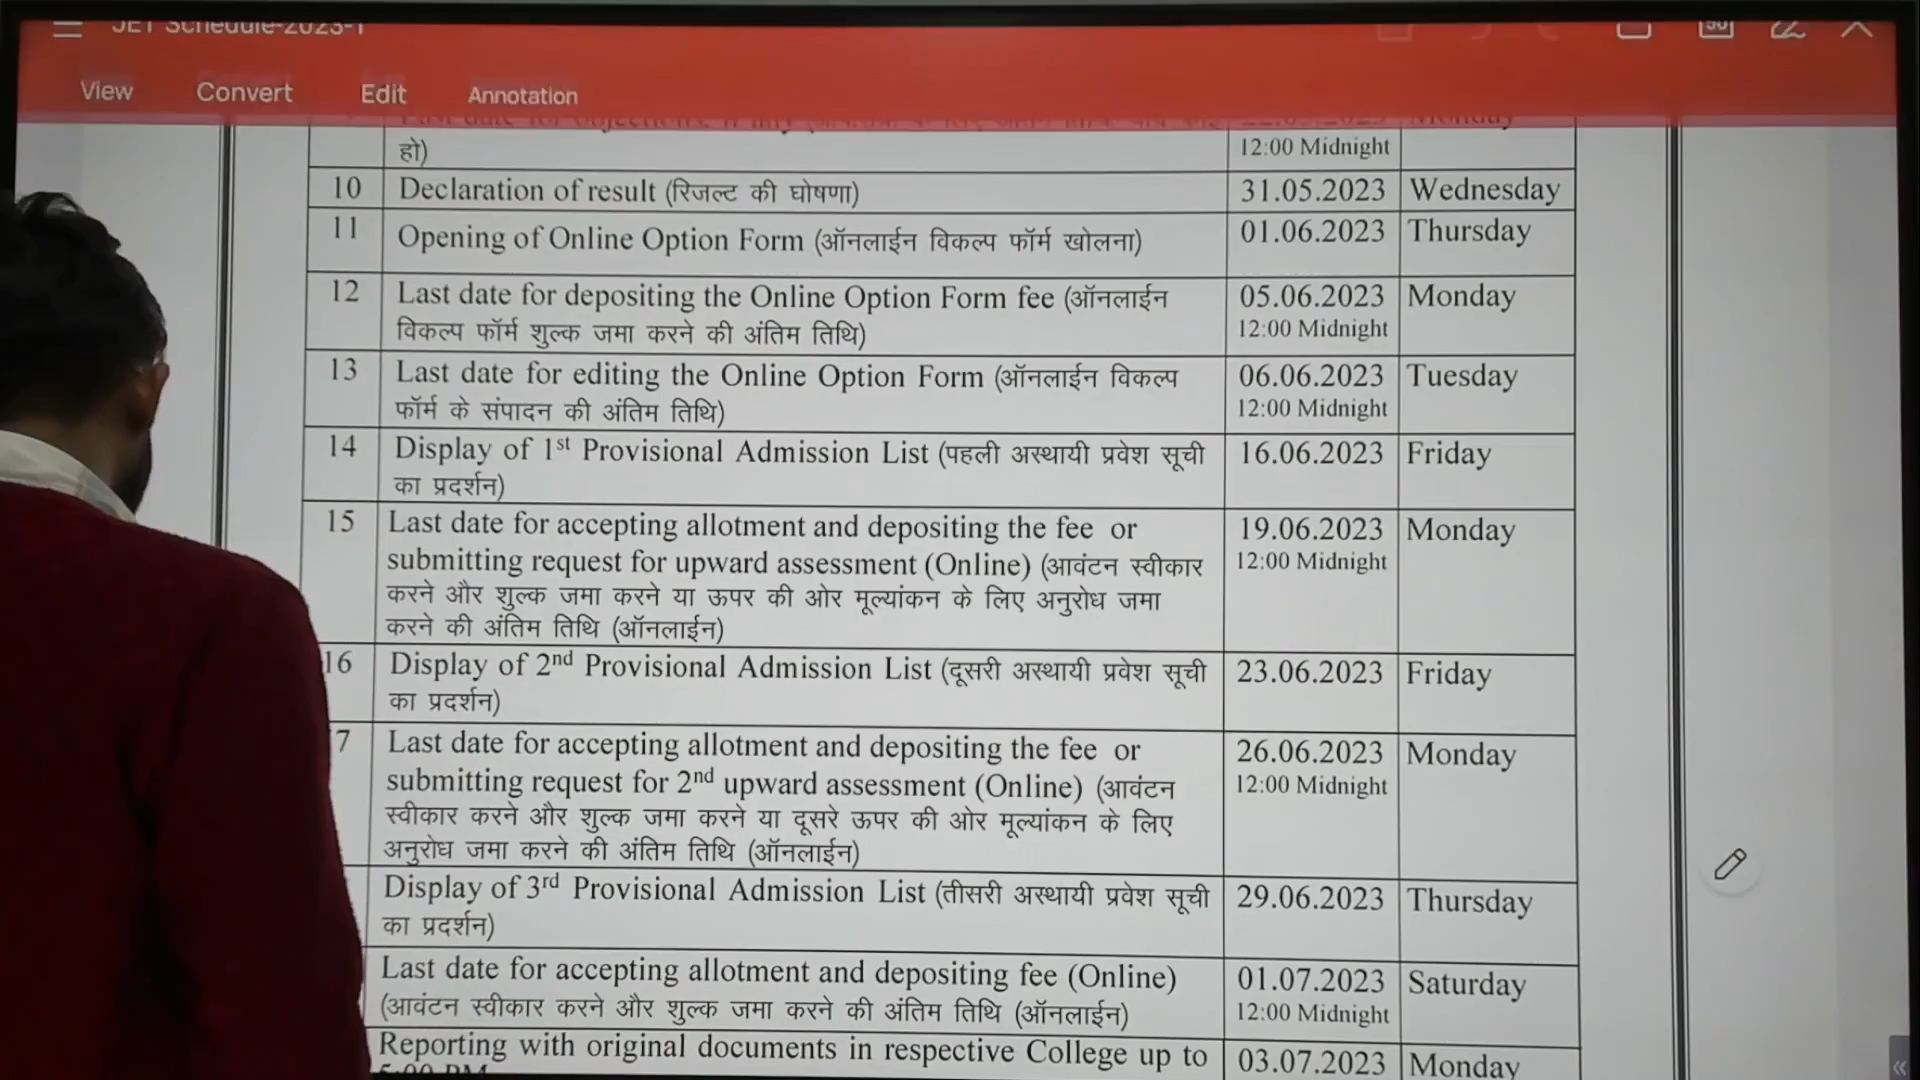 JET Schedule-2023-1
View Convert Edit Annotation
हो) 12:00 Midnight
10 Declaration of result (रिजल्ट की घोषणा) 31.05.2023 Wednesday
11 Opening of Online Option Form (ऑनलाईन विकल्प फॉर्म खोलना) 01.06.2023 Thursday
12 Last date for depositing the Online Option Form fee (ऑनलाईन 05.06.2023 Monday
विकल्प फॉर्म शुल्क जमा करने की अंतिम तिथि) 12:00 Midnight
13 Last date for editing the Online Option Form (ऑनलाईन विकल्प 06.06.2023 Tuesday
फॉर्म के संपादन की अंतिम तिथि) 12:00 Midnight
14 Display of 1st Provisional Admission List (पहली अस्थायी प्रवेश सूची 16.06.2023 Friday
का प्रदर्शन)
15 Last date for accepting allotment and depositing the fee or 19.06.2023 Monday
submitting request for upward assessment (Online) (आवंटन स्वीकार 12:00 Midnight
करने और शुल्क जमा करने या ऊपर की ओर मूल्यांकन के लिए अनुरोध जमा
करने की अंतिम तिथि (ऑनलाईन)
16 Display of 2nd Provisional Admission List (दूसरी अस्थायी प्रवेश सूची 23.06.2023 Friday
का प्रदर्शन)
7 Last date for accepting allotment and depositing the fee or 26.06.2023 Monday
submitting request for 2nd upward assessment (Online) (आवंटन 12:00 Midnight
स्वीकार करने और शुल्क जमा करने या दूसरे ऊपर की ओर मूल्यांकन के लिए
अनुरोध जमा करने की अंतिम तिथि (ऑनलाईन)
Display of 3rd Provisional Admission List (तीसरी अस्थायी प्रवेश सूची 29.06.2023 Thursday
का प्रदर्शन)
Last date for accepting allotment and depositing fee (Online) 01.07.2023 Saturday
(आवंटन स्वीकार करने और शुल्क जमा करने की अंतिम तिथि (ऑनलाईन) 12:00 Midnight
Reporting with original documents in respective College up to 03.07.2023 Monday
5:00 PM